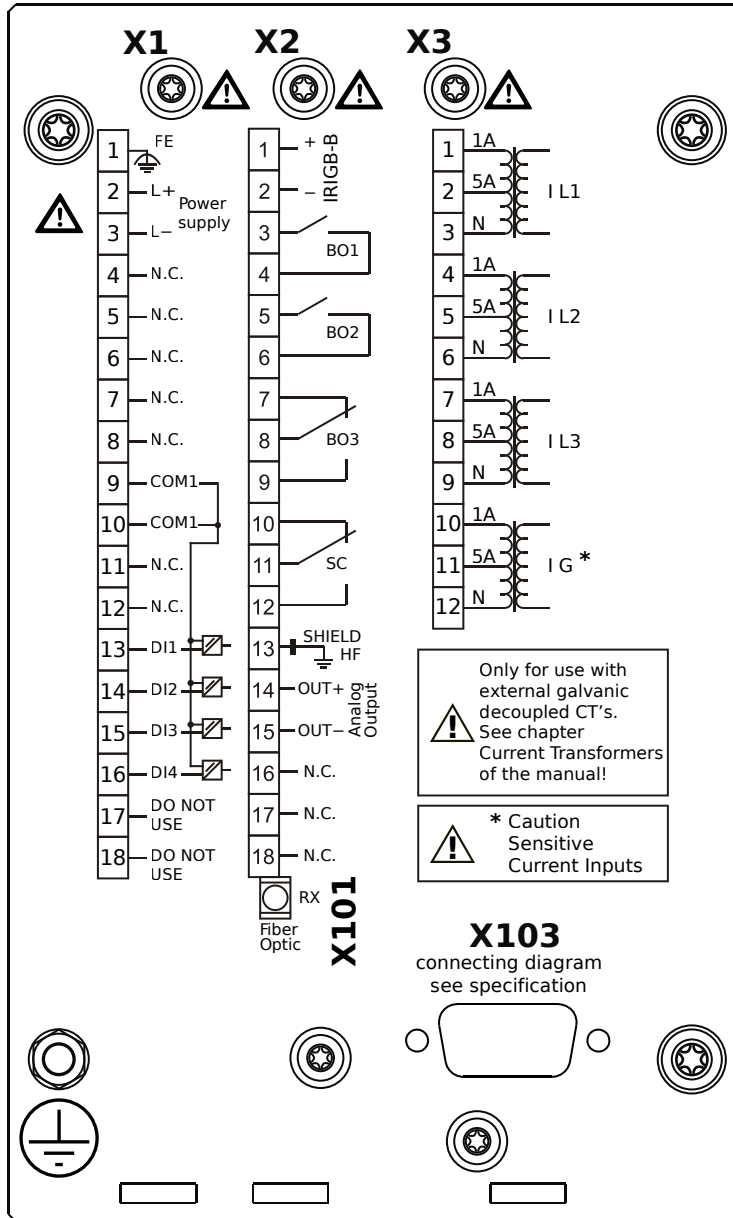 X1
X2
X3
1 FE
2 L+
3 L−
Power
supply
4 N.C.
5 N.C.
6 N.C.
7 N.C.
8 N.C.
9 COM1
10 COM1
11 N.C.
12 N.C.
13 DI1
14 DI2
15 DI3
16 DI4
17 DO NOT
USE
18 DO NOT
USE
1 +
2 −
IRIGB-B
3
BO1
4
5
BO2
6
7
8 BO3
9
10
11 SC
12
13 SHIELD
HF
14 OUT+
15 OUT−
Analog
Output
16 N.C.
17 N.C.
18 N.C.
RX
Fiber
Optic
X101
1 1A
2 5A I L1
3 N
4 1A
5 5A I L2
6 N
7 1A
8 5A I L3
9 N
10 1A
11 5A I G *
12 N
!
!
!
!
!
Only for use with
external galvanic
decoupled CT's.
See chapter
Current Transformers
of the manual!
!
* Caution
Sensitive
Current Inputs
X103
connecting diagram
see specification